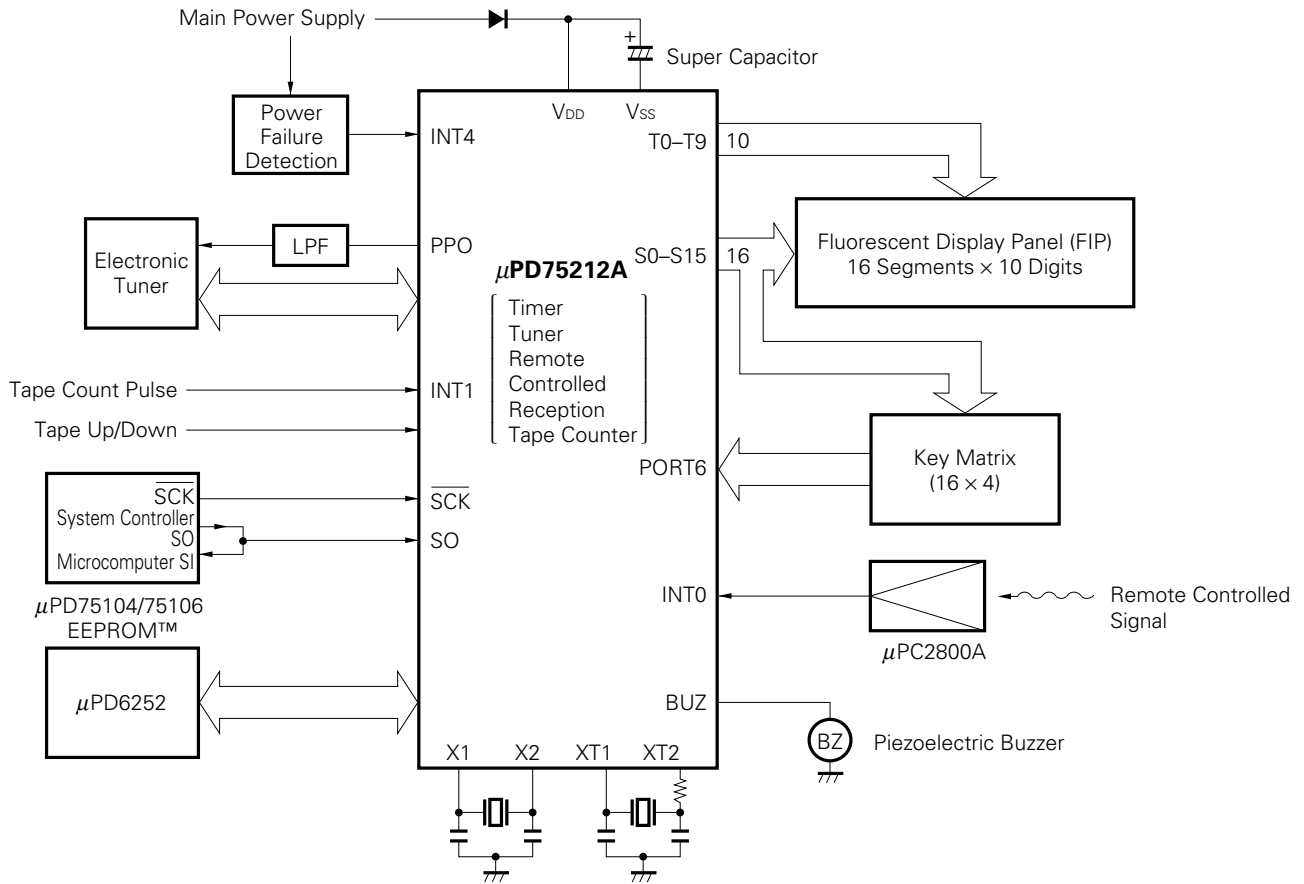 Main Power Supply
+
Super Capacitor
Power
Failure
Detection
INT4
VDD
VSS
T0–T9
10
Electronic
Tuner
LPF
PPO
μPD75212A
Timer
Tuner
Remote
Controlled
Reception
Tape Counter
S0–S15
16
Fluorescent Display Panel (FIP)
16 Segments × 10 Digits
Tape Count Pulse
INT1
Tape Up/Down
PORT6
Key Matrix
(16 × 4)
SCK
System Controller
SO
Microcomputer SI
SCK
SO
μPD75104/75106
EEPROM™
μPD6252
INT0
μPC2800A
Remote Controlled
Signal
BUZ
BZ
Piezoelectric Buzzer
X1
X2
XT1
XT2